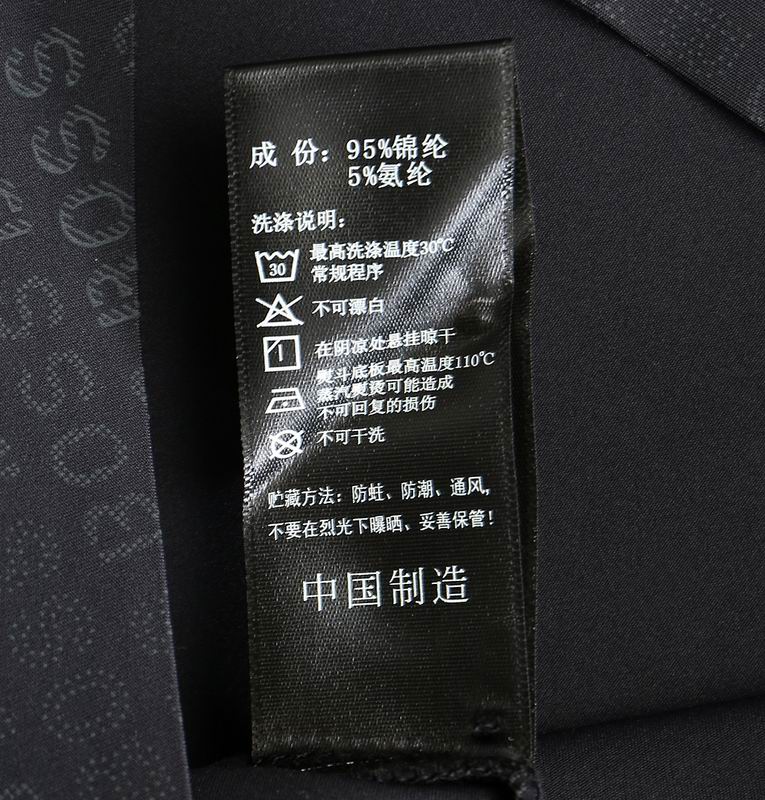 成 份：95%锦纶
5%氨纶
洗涤说明：
30
最高洗涤温度30℃
常规程序
不可漂白
在阴凉处悬挂晾干
熨斗底板最高温度110℃
蒸汽熨烫可能造成
不可回复的损伤
不可干洗
贮藏方法：防蛀、防潮、通风，
不要在烈光下曝晒、妥善保管！
中国制造